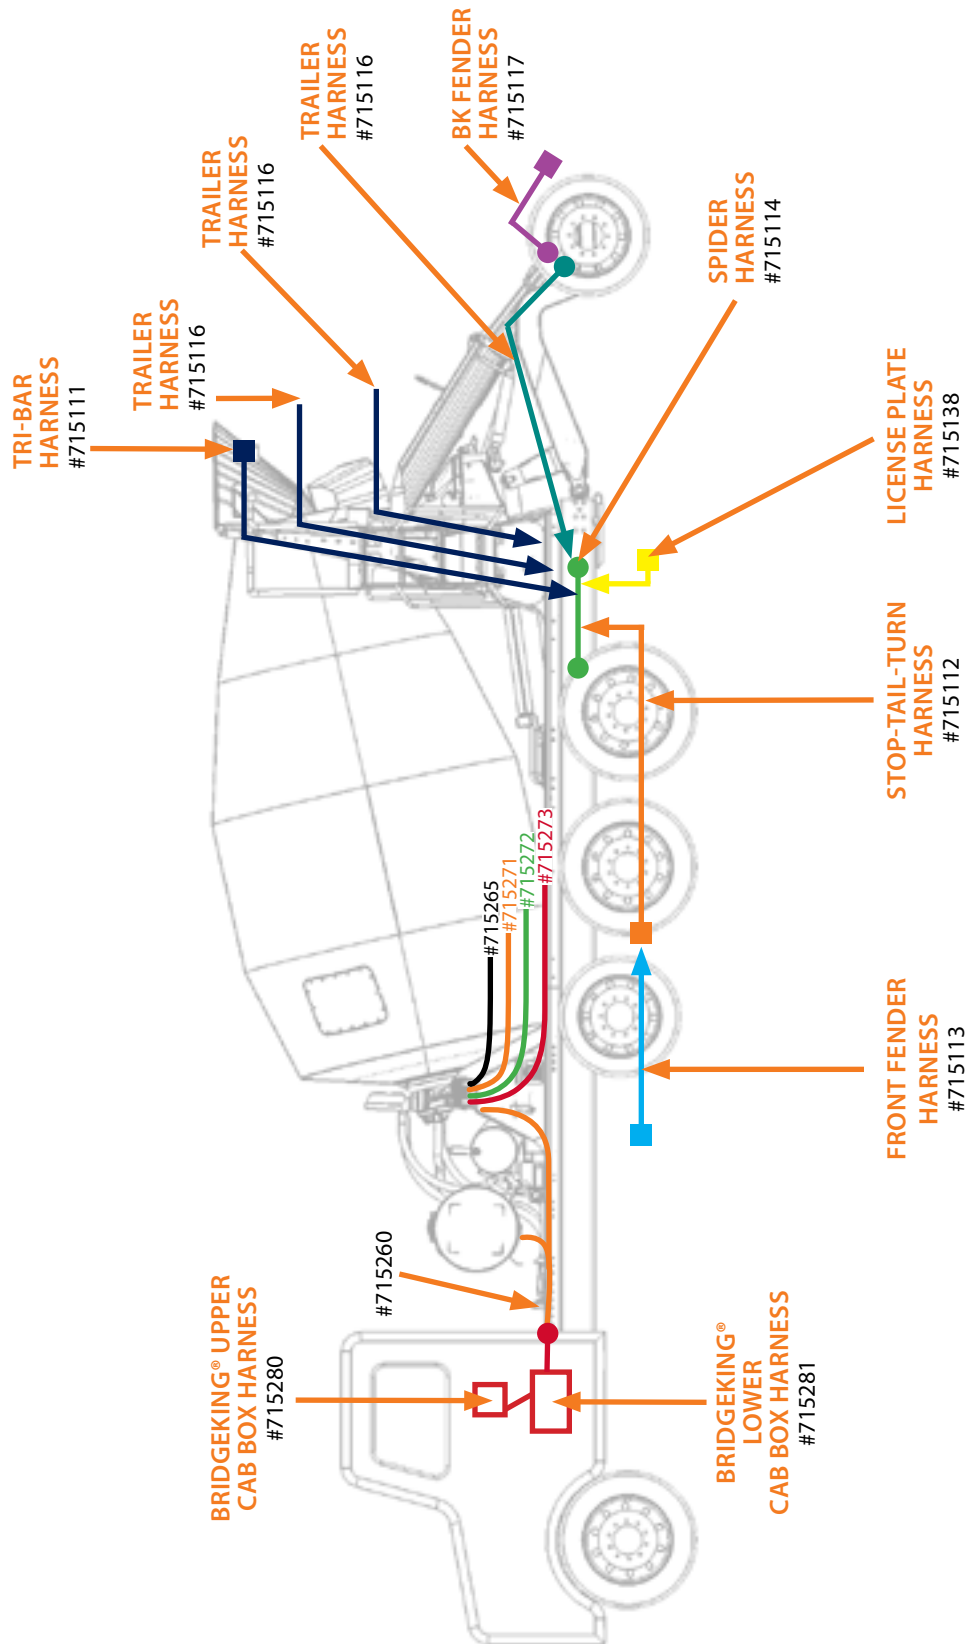 BRIDGEKING® UPPER
CAB BOX HARNESS
#715280
#715260
TRI-BAR
HARNESS
#715111
TRAILER
HARNESS
#715116
TRAILER
HARNESS
#715116
TRAILER
HARNESS
#715116
BK FENDER
HARNESS
#715117
#715265
#715271
#715272
#715273
SPIDER
HARNESS
#715114
BRIDGEKING®
LOWER
CAB BOX HARNESS
#715281
FRONT FENDER
HARNESS
#715113
STOP-TAIL-TURN
HARNESS
#715112
LICENSE PLATE
HARNESS
#715138